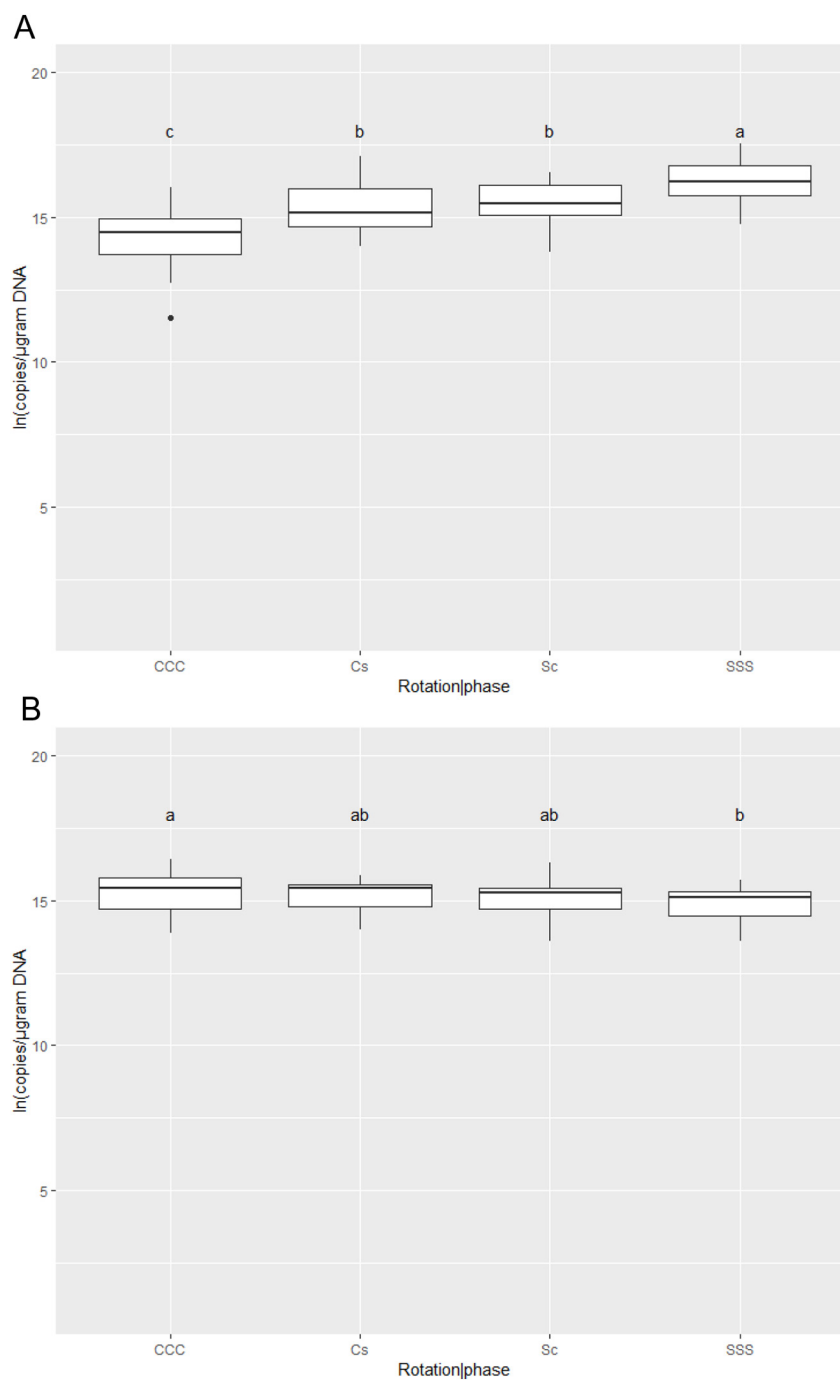 A
ln(copies/µgram DNA
20
15
10
5
c b b a
CCC Cs Sc SSS
Rotation|phase
B
ln(copies/µgram DNA
20
15
10
5
a ab ab b
CCC Cs Sc SSS
Rotation|phase